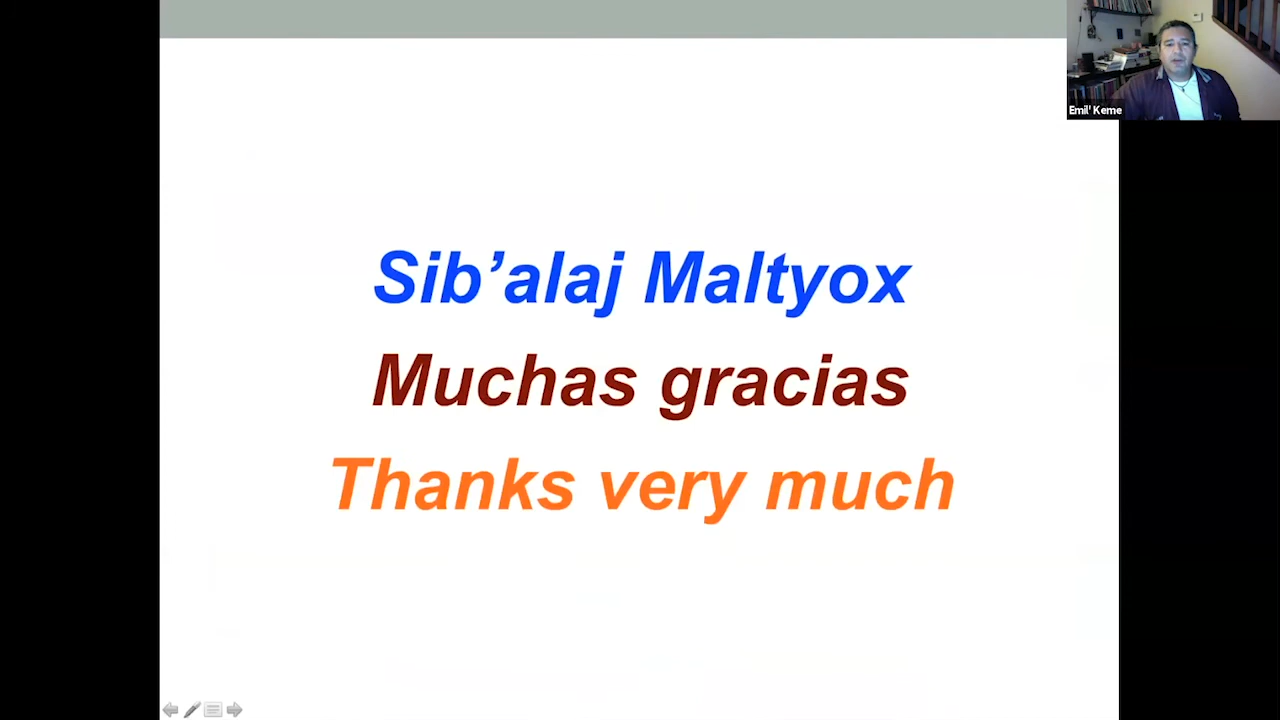 Emil' Keme
Sib’alaj Maltyox
Muchas gracias
Thanks very much